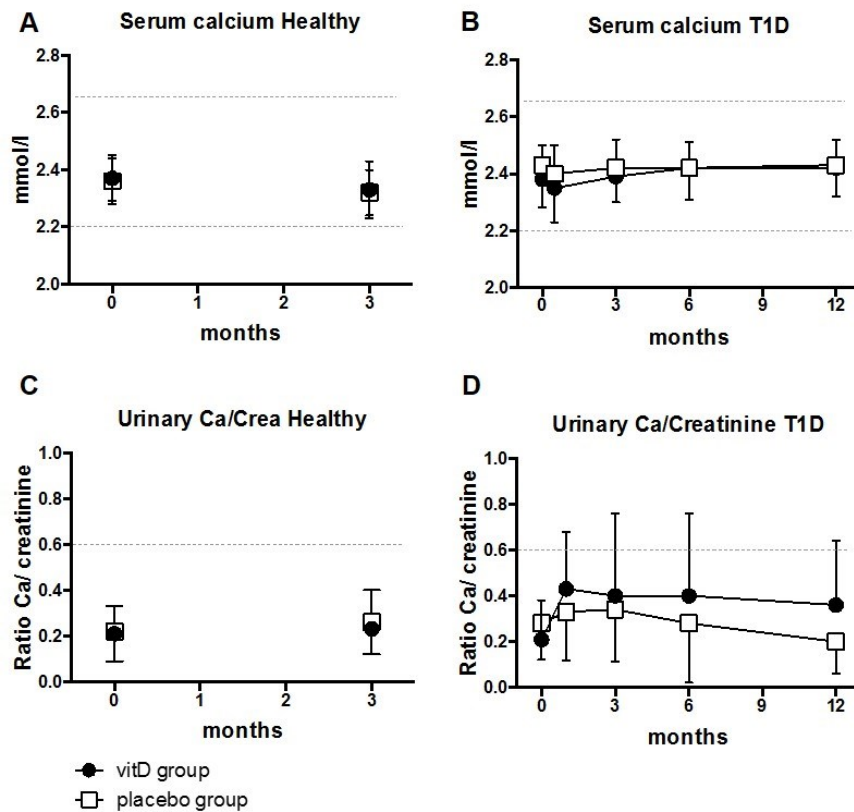 A
Serum calcium Healthy
mmol/l
2.8
2.6
2.4
2.2
2.0
0 1 2 3
months
B
Serum calcium T1D
mmol/l
2.8
2.6
2.4
2.2
2.0
0 3 6 9 12
months
C
Urinary Ca/Crea Healthy
Ratio Ca/ creatinine
1.0
0.8
0.6
0.4
0.2
0.0
0 1 2 3
months
D
Urinary Ca/Creatinine T1D
Ratio Ca/ creatinine
1.0
0.8
0.6
0.4
0.2
0.0
0 3 6 9 12
months
vitD group
placebo group